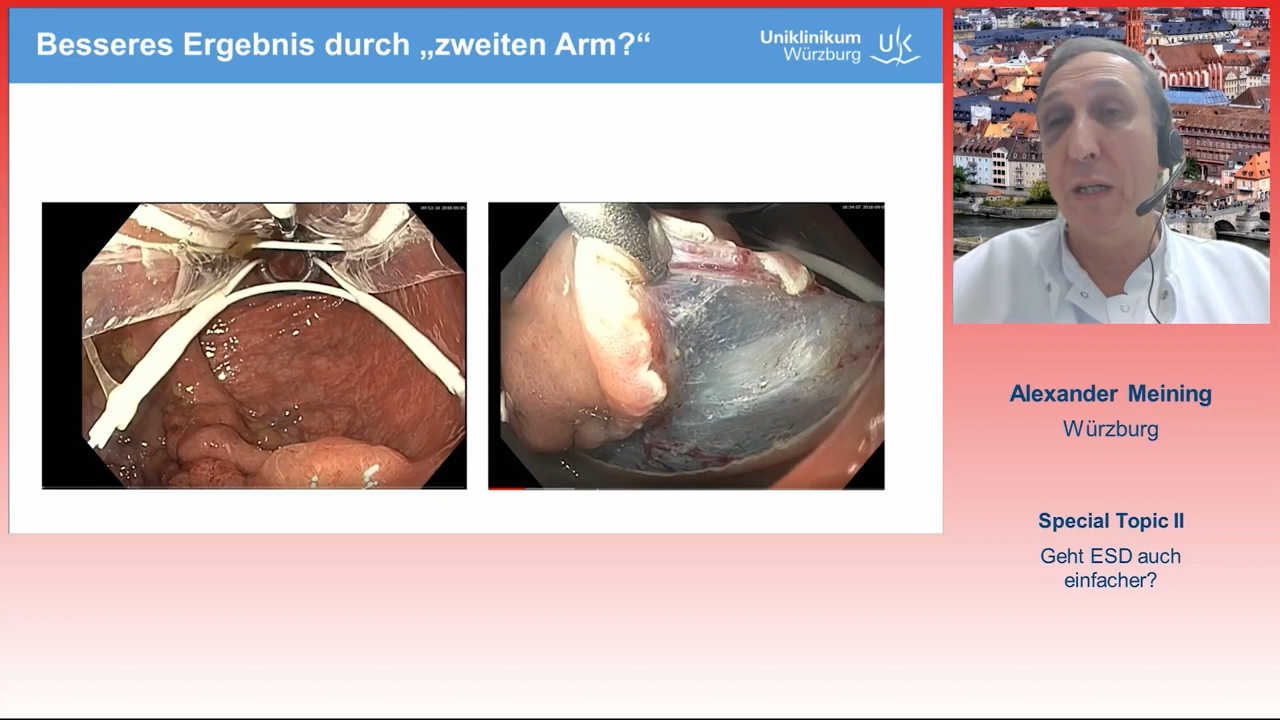 Besseres Ergebnis durch „zweiten Arm?“
Uniklinikum
Würzburg
UK
Alexander Meining
Würzburg
Special Topic II
Geht ESD auch
einfacher?